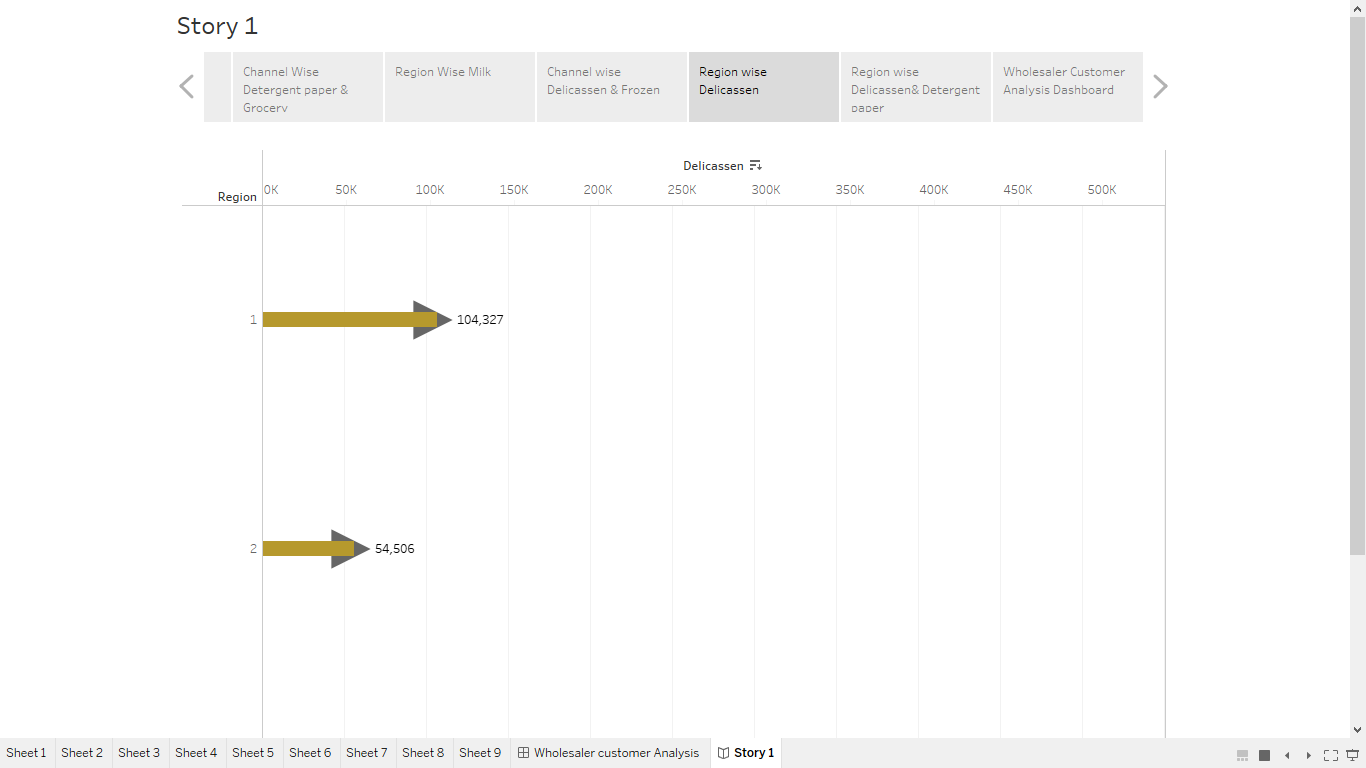 Story 1
Channel Wise
Detergent paper &
Grocery
Region Wise Milk
Channel wise
Delicassen & Frozen
Region wise
Delicassen
Region wise
Delicassen& Detergent
paper
Wholesaler Customer
Analysis Dashboard
Delicassen
Region
0K 50K 100K 150K 200K 250K 300K 350K 400K 450K 500K
1 104,327
2 54,506
Sheet 1 Sheet 2 Sheet 3 Sheet 4 Sheet 5 Sheet 6 Sheet 7 Sheet 8 Sheet 9 Wholesaler customer Analysis Story 1